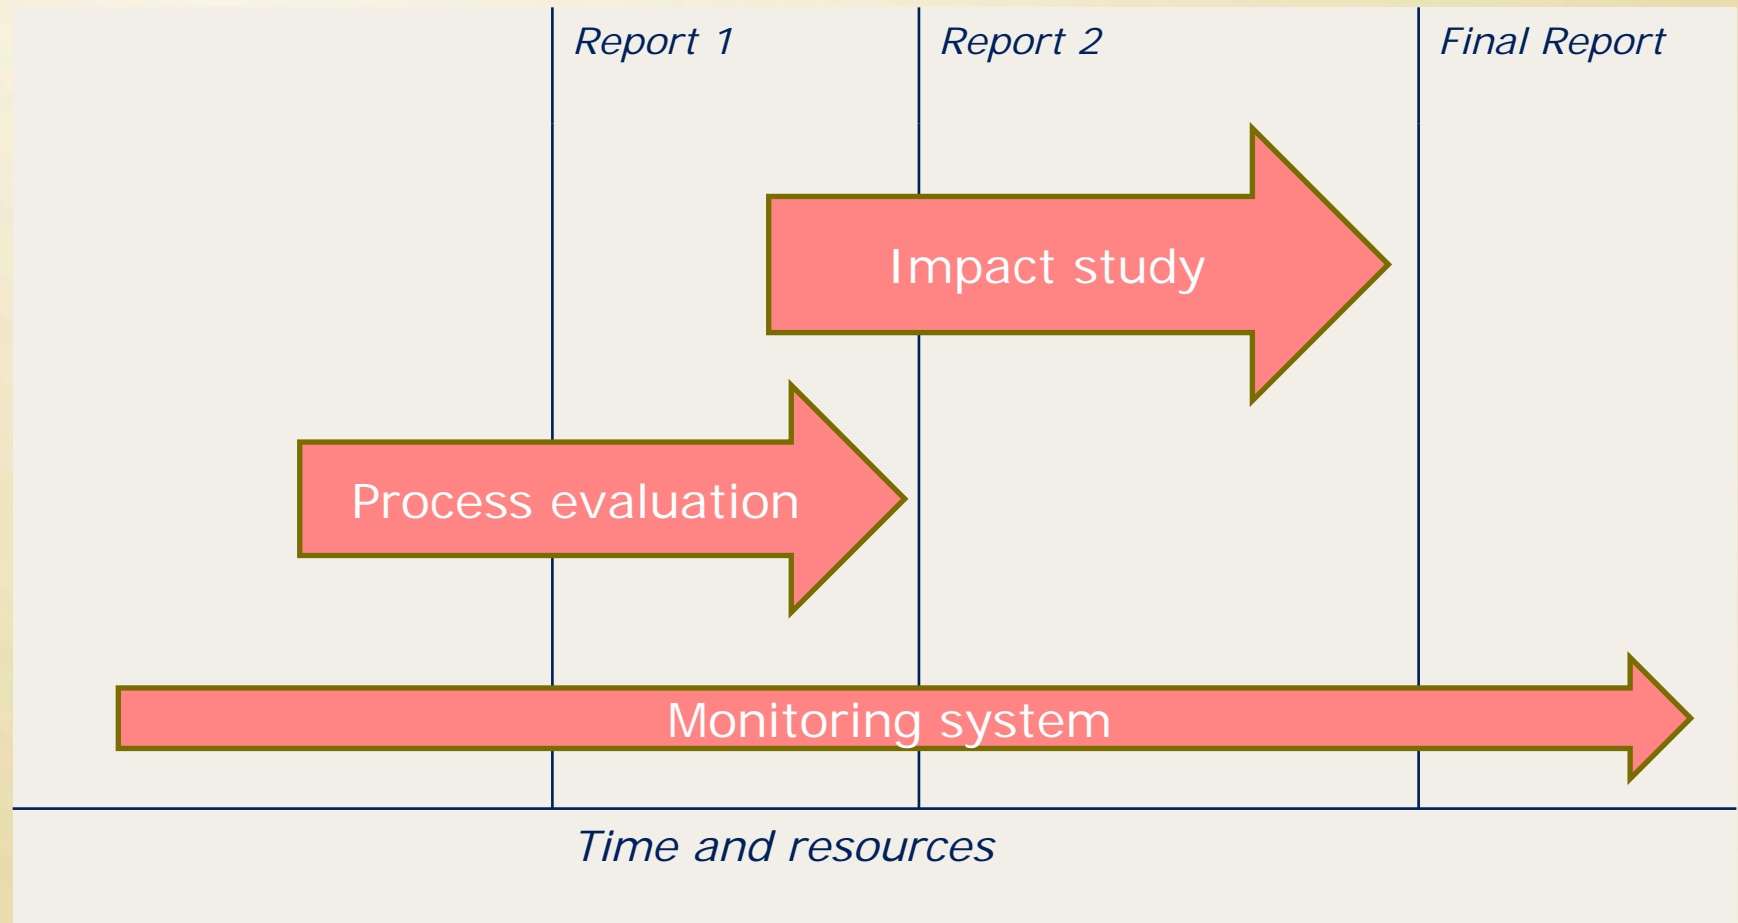 Report 1
Report 2
Final Report
Impact study
Process evaluation
Monitoring system
Time and resources